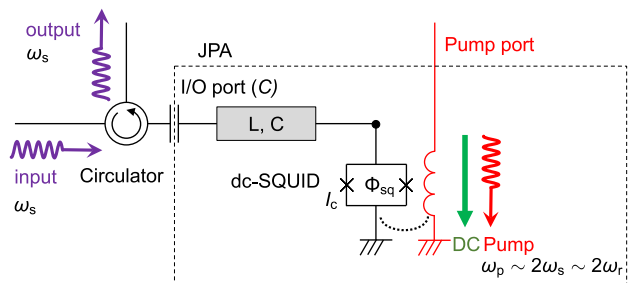 output
ωs
JPA
Pump port
I/O port (C)
L, C
input
ωs
Circulator
dc-SQUID
Ic
Φsq
DC Pump
ωp ~ 2ωs ~ 2ωr